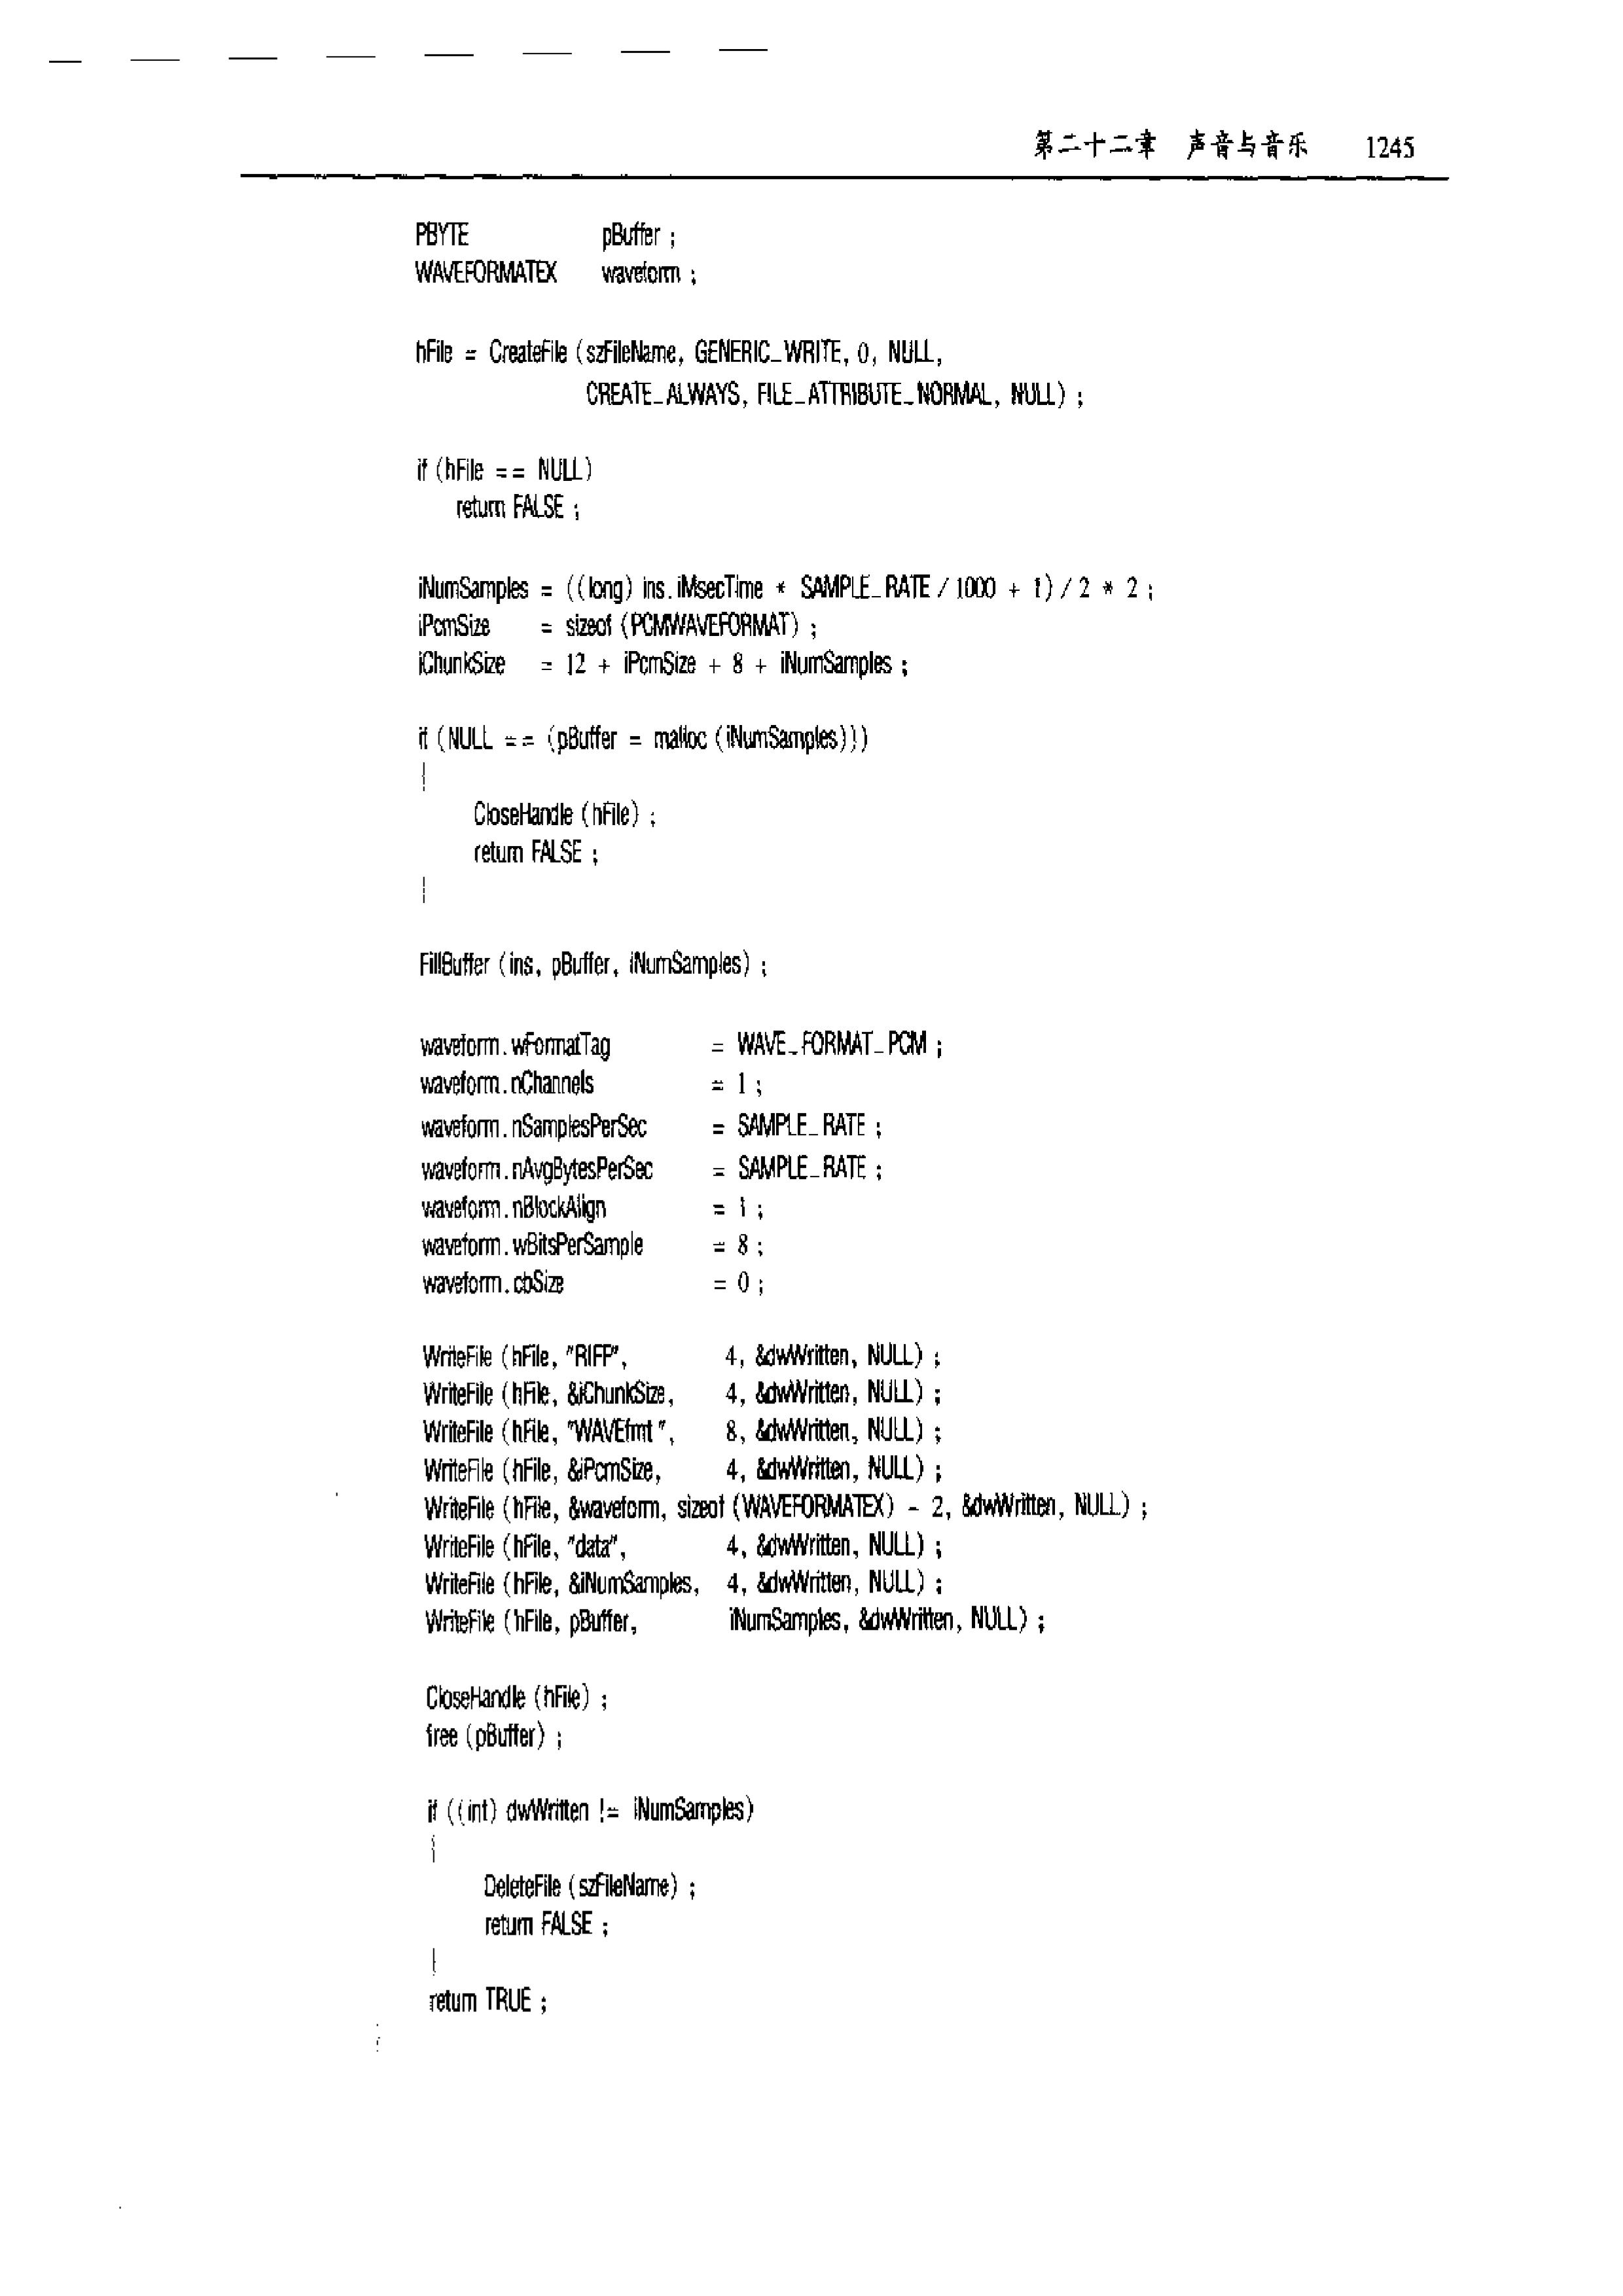 第二十二章 声音与音乐 1245
PBYTE pBuffer ;
WAVEFORMATEX waveform ;
hFile = CreateFile (szFileName, GENERIC_WRITE, 0, NULL,
CREATE_ALWAYS, FILE_ATTRIBUTE_NORMAL, NULL) ;
if (hFile == NULL)
return FALSE ;
iNumSamples = ((long) ins.iMsecTime * SAMPLE_RATE / 1000 + 1) / 2 * 2 ;
iPcmSize = sizeof (PCMWAVEFORMAT) ;
iChunkSize = 12 + iPcmSize + 8 + iNumSamples ;
if (NULL == (pBuffer = malloc (iNumSamples)))
{
CloseHandle (hFile) ;
return FALSE ;
}
FillBuffer (ins, pBuffer, iNumSamples) ;
waveform.wFormatTag = WAVE_FORMAT_PCM ;
waveform.nChannels = 1 ;
waveform.nSamplesPerSec = SAMPLE_RATE ;
waveform.nAvgBytesPerSec = SAMPLE_RATE ;
waveform.nBlockAlign = 1 ;
waveform.wBitsPerSample = 8 ;
waveform.cbSize = 0 ;
WriteFile (hFile, "RIFF", 4, &dwWritten, NULL) ;
WriteFile (hFile, &iChunkSize, 4, &dwWritten, NULL) ;
WriteFile (hFile, "WAVEfmt ", 8, &dwWritten, NULL) ;
WriteFile (hFile, &iPcmSize, 4, &dwWritten, NULL) ;
WriteFile (hFile, &waveform, sizeof (WAVEFORMATEX) - 2, &dwWritten, NULL) ;
WriteFile (hFile, "data", 4, &dwWritten, NULL) ;
WriteFile (hFile, &iNumSamples, 4, &dwWritten, NULL) ;
WriteFile (hFile, pBuffer, iNumSamples, &dwWritten, NULL) ;
CloseHandle (hFile) ;
free (pBuffer) ;
if ((int) dwWritten != iNumSamples)
{
DeleteFile (szFileName) ;
return FALSE ;
}
return TRUE ;
}